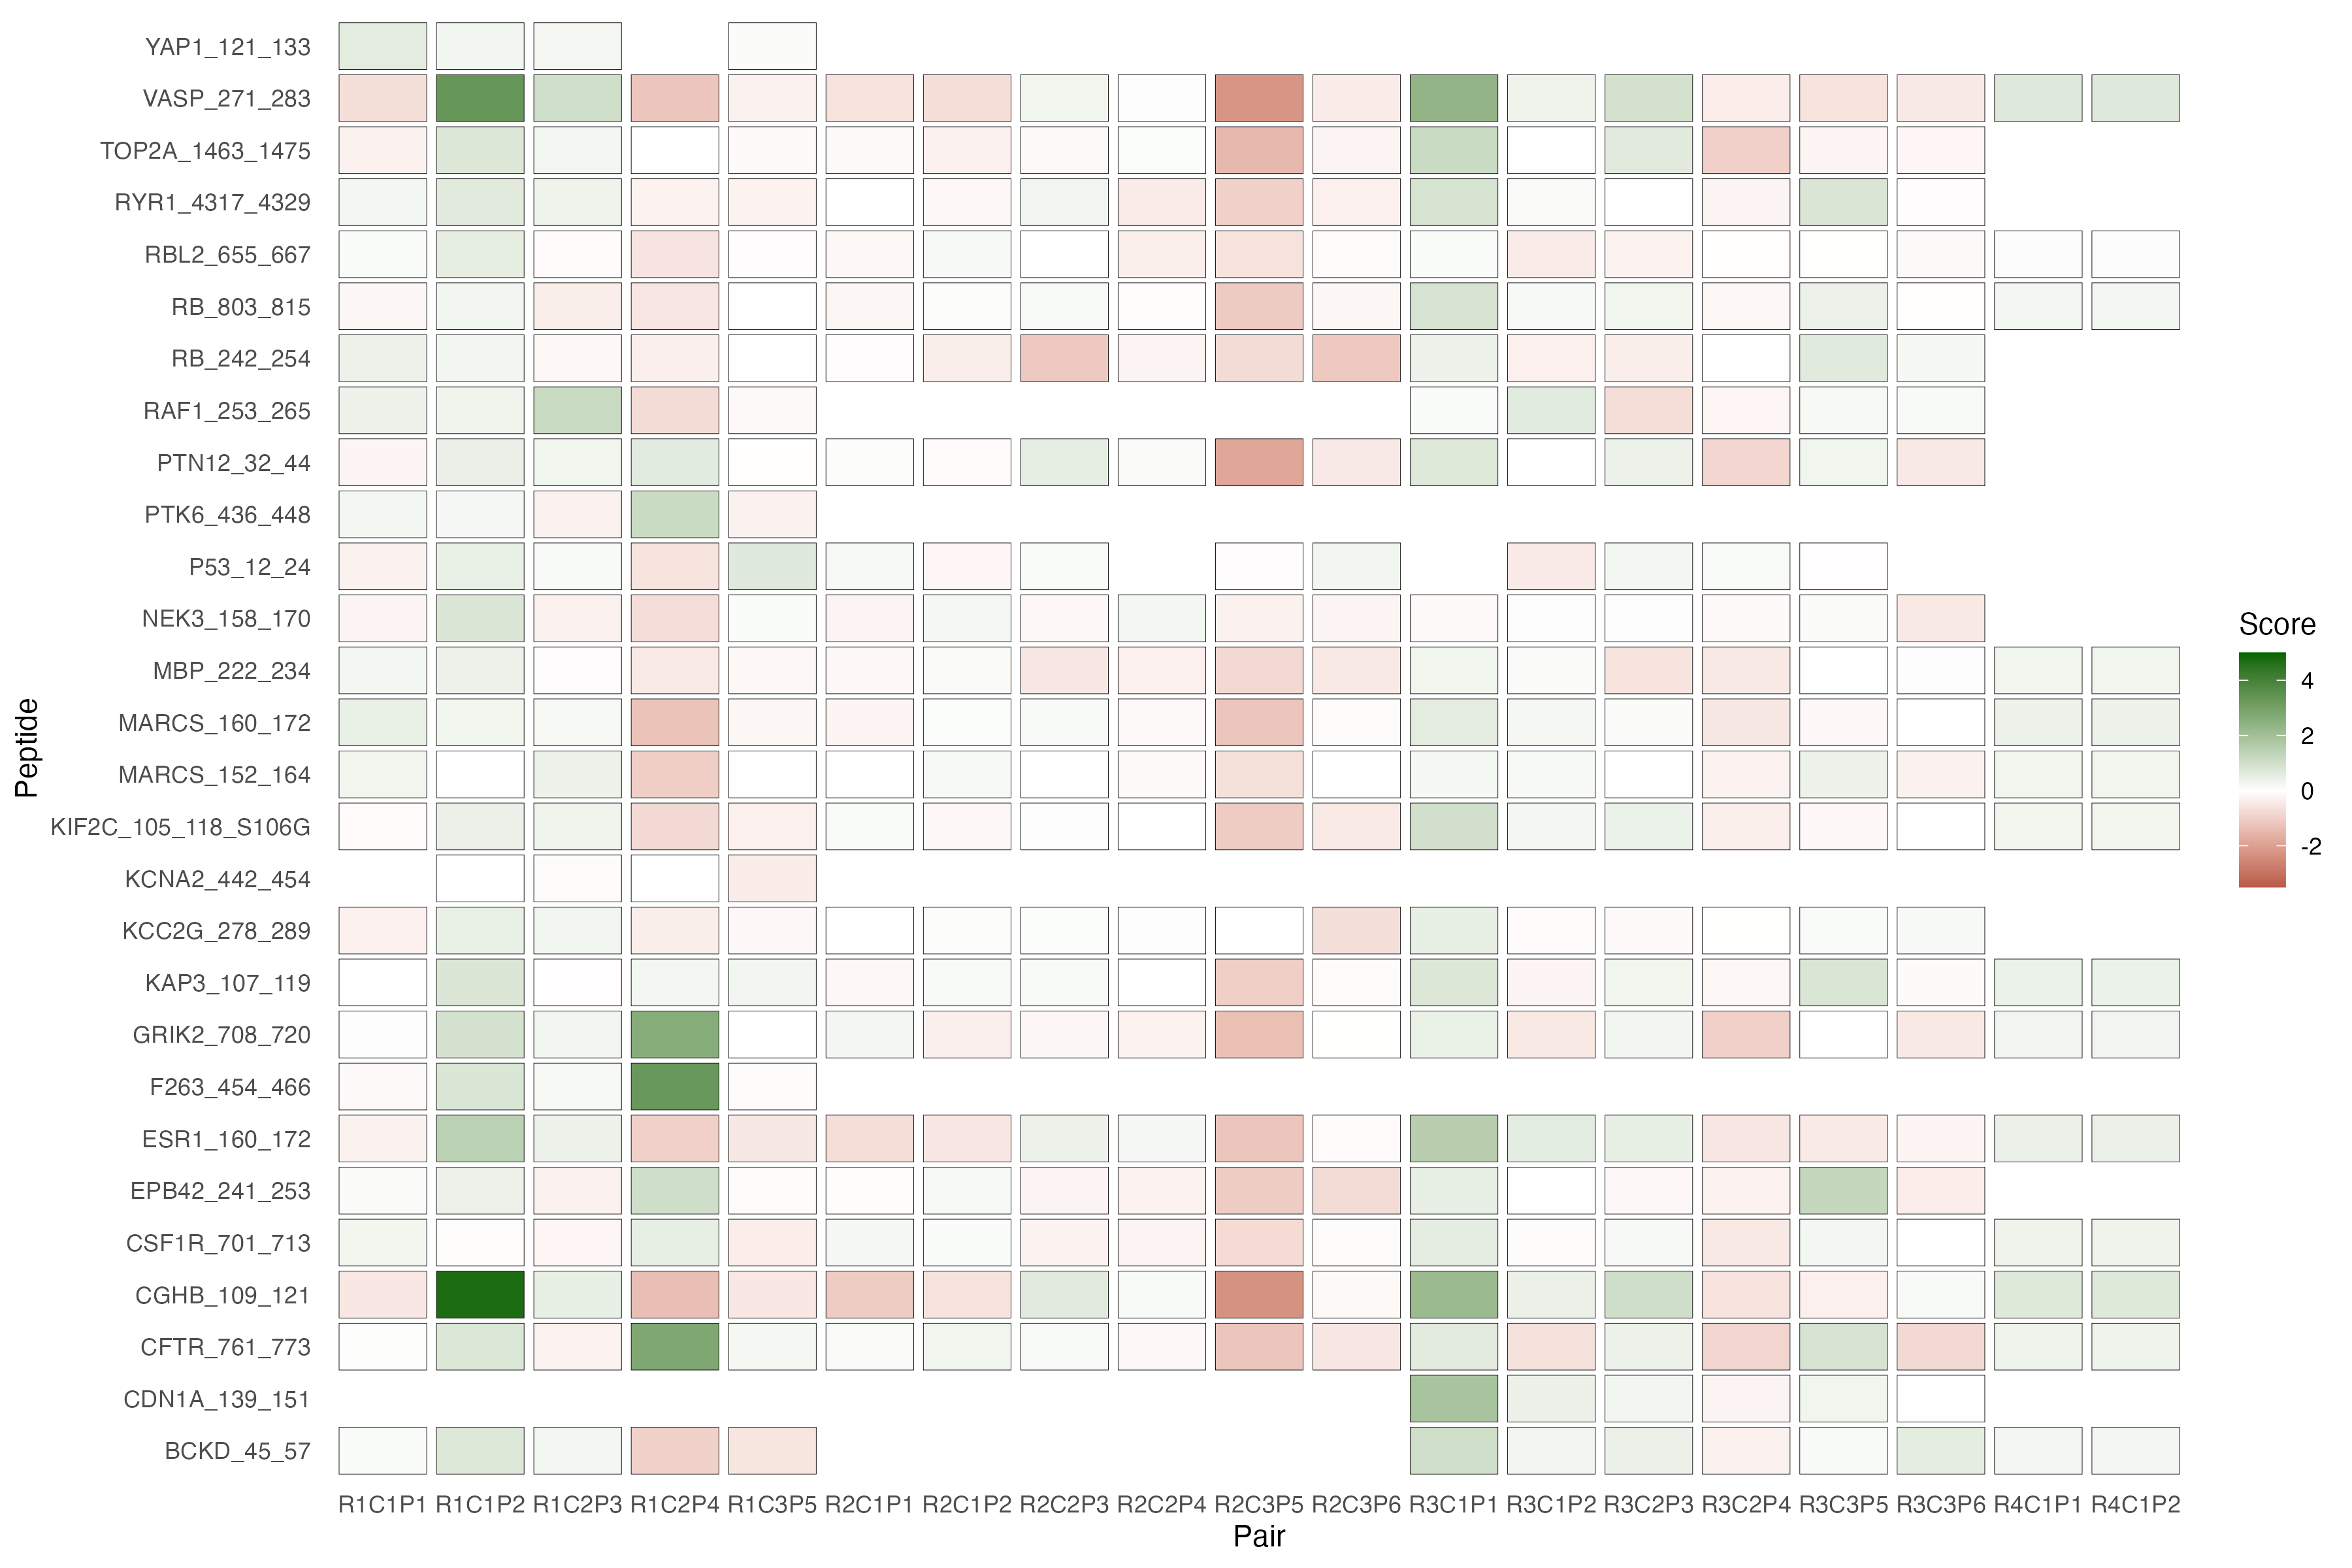 YAP1_121_133
VASP_271_283
TOP2A_1463_1475
RYR1_4317_4329
RBL2_655_667
RB_803_815
RB_242_254
RAF1_253_265
PTN12_32_44
PTK6_436_448
P53_12_24
NEK3_158_170
MBP_222_234
MARCS_160_172
MARCS_152_164
KIF2C_105_118_S106G
KCNA2_442_454
KCC2G_278_289
KAP3_107_119
GRIK2_708_720
F263_454_466
ESR1_160_172
EPB42_241_253
CSF1R_701_713
CGHB_109_121
CFTR_761_773
CDN1A_139_151
BCKD_45_57
Peptide
R1C1P1 R1C1P2 R1C2P3 R1C2P4 R1C3P5 R2C1P1 R2C1P2 R2C2P3 R2C2P4 R2C3P5 R2C3P6 R3C1P1 R3C1P2 R3C2P3 R3C2P4 R3C3P5 R3C3P6 R4C1P1 R4C1P2
Pair
Score
4
2
0
-2